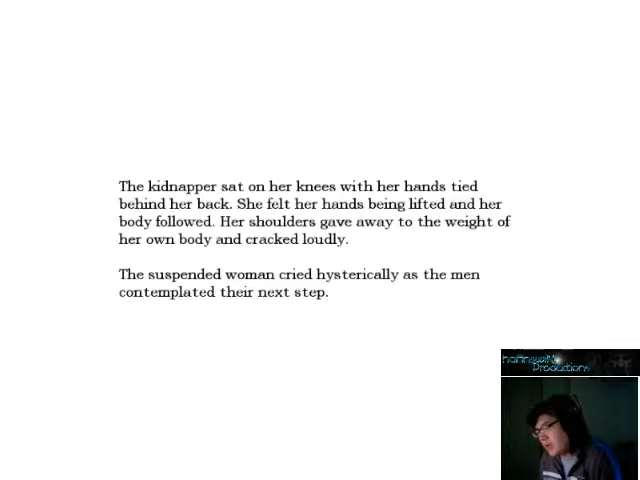 The kidnapper sat on her knees with her hands tied
behind her back. She felt her hands being lifted and her
body followed. Her shoulders gave away to the weight of
her own body and cracked loudly.
The suspended woman cried hysterically as the men
contemplated their next step.
Productions